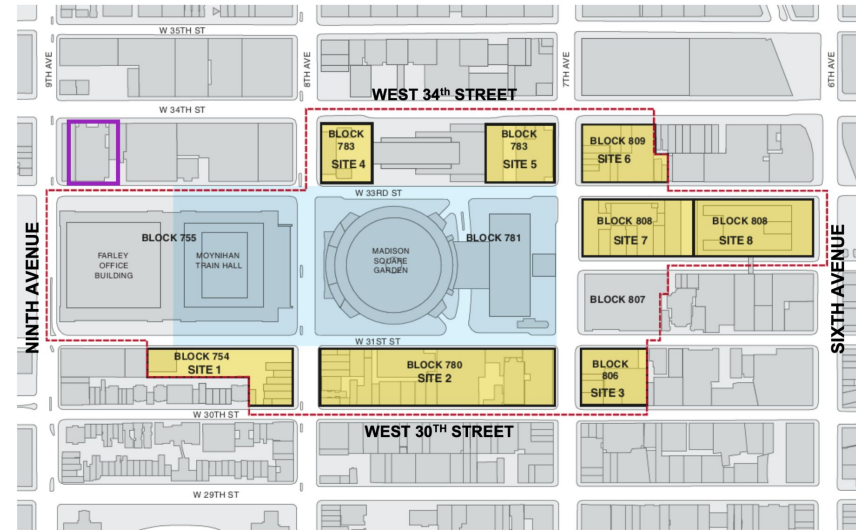 W 35TH ST
9TH AVE
8TH AVE
7TH AVE
6TH AVE
WEST 34th STREET
W 34TH ST
BLOCK
783
SITE 4
BLOCK
783
SITE 5
BLOCK 809
SITE 6
W 33RD ST
BLOCK 755
FARLEY
OFFICE
BUILDING
MOYNIHAN
TRAIN HALL
MADISON
SQUARE
GARDEN
BLOCK 781
BLOCK 808
SITE 7
BLOCK 808
SITE 8
BLOCK 807
NINTH AVENUE
SIXTH AVENUE
W 31ST ST
BLOCK 754
SITE 1
BLOCK 780
SITE 2
BLOCK
806
SITE 3
W 30TH ST
WEST 30TH STREET
W 29TH ST